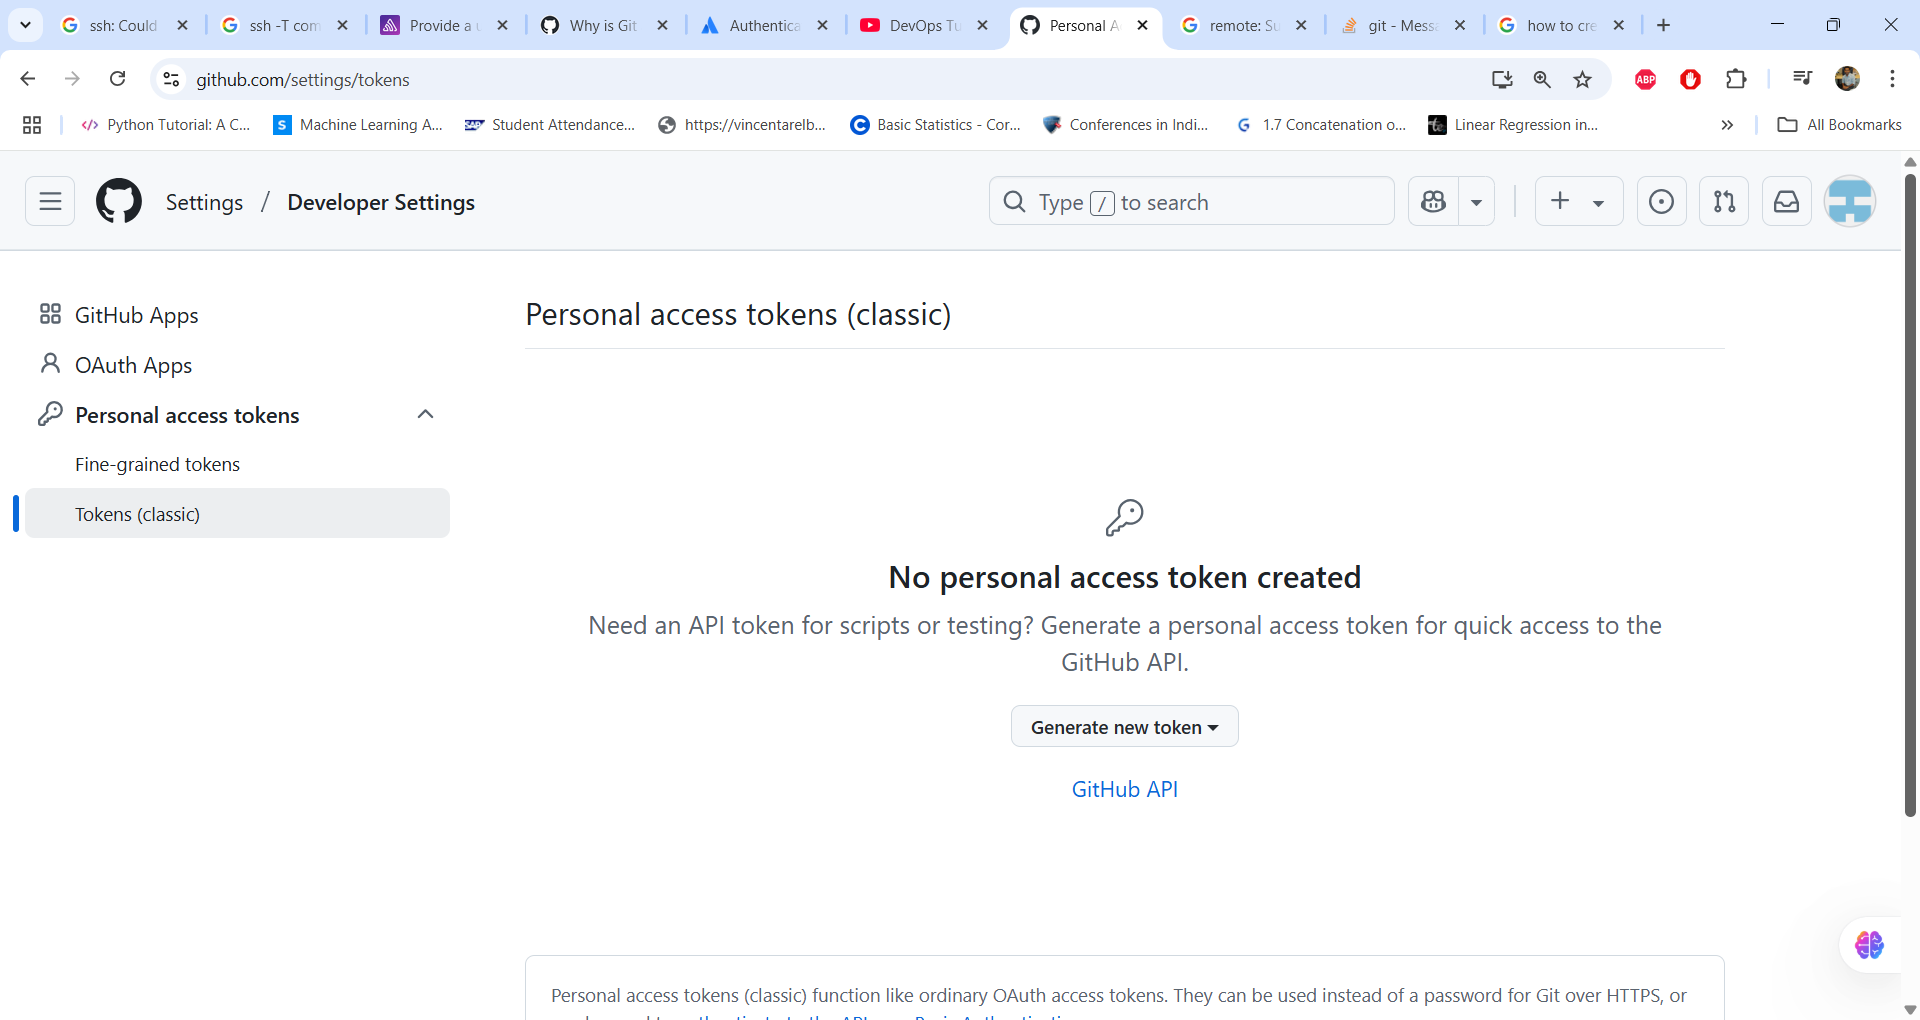 ssh: Could
ssh -T com
Provide a u
Why is Git
Authentica
DevOps Tu
Personal A
remote: Su
git - Messa
how to cre
github.com/settings/tokens
ABP
Python Tutorial: A C...
S Machine Learning A...
SAP Student Attendance...
https://vincentarelb...
Basic Statistics - Cor...
Conferences in Indi...
1.7 Concatenation o...
te Linear Regression in...
All Bookmarks
Settings / Developer Settings
Type / to search
GitHub Apps
OAuth Apps
Personal access tokens
Fine-grained tokens
Tokens (classic)
Personal access tokens (classic)
No personal access token created
Need an API token for scripts or testing? Generate a personal access token for quick access to the
GitHub API.
Generate new token
GitHub API
Personal access tokens (classic) function like ordinary OAuth access tokens. They can be used instead of a password for Git over HTTPS, or